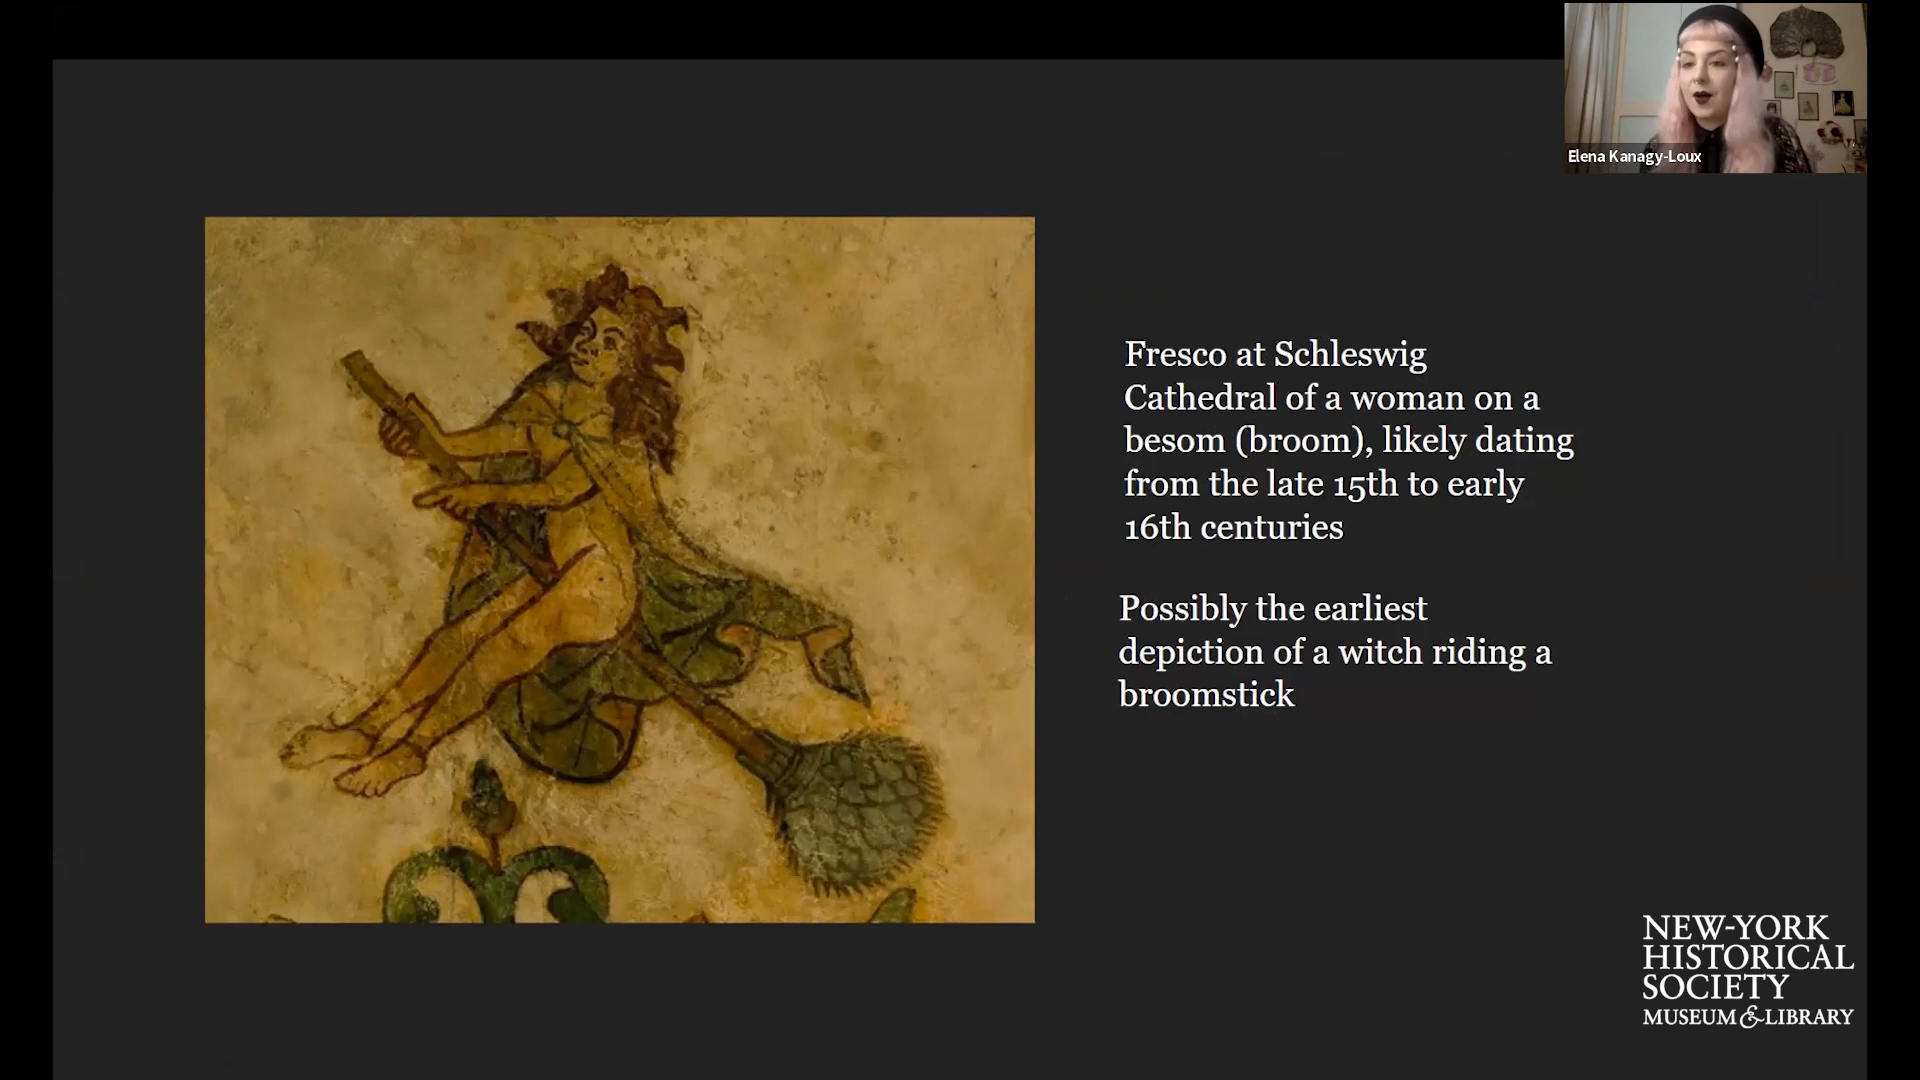 Elena Kanagy-Loux
Fresco at Schleswig
Cathedral of a woman on a
besom (broom), likely dating
from the late 15th to early
16th centuries
Possibly the earliest
depiction of a witch riding a
broomstick
NEW-YORK
HISTORICAL
SOCIETY
MUSEUM & LIBRARY